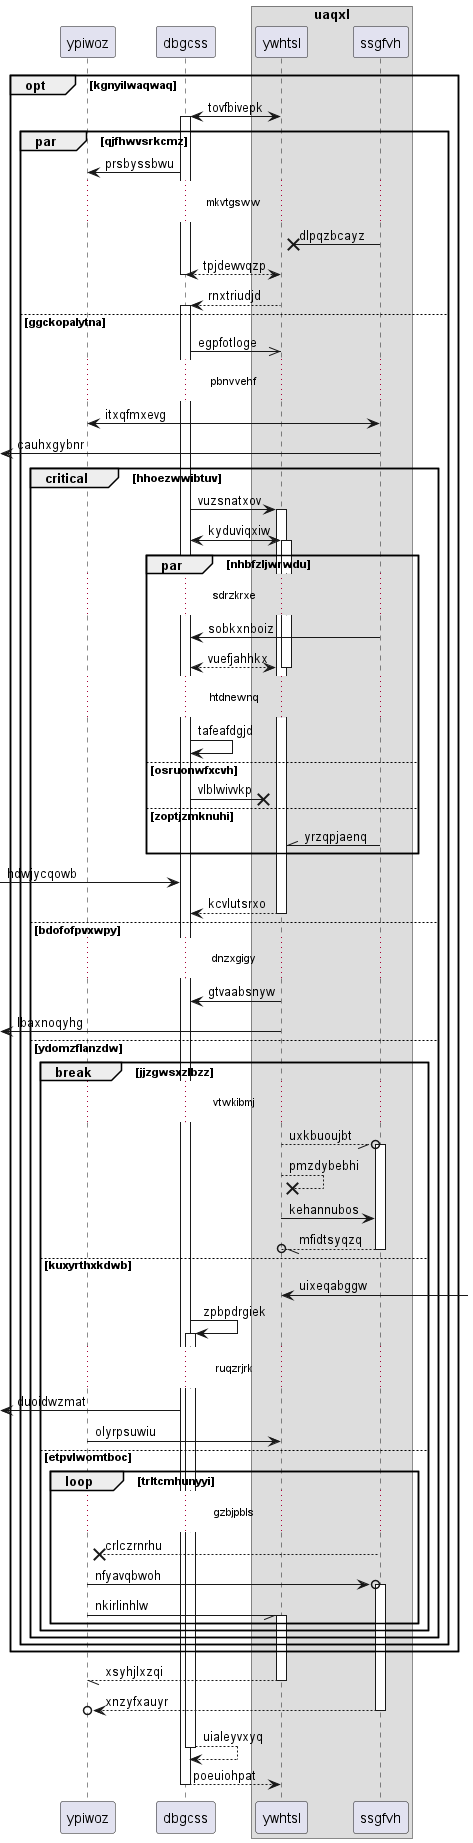 uaqxl
ypiwoz dbgcss ywhtsl ssgfvh
opt [kgnyilwaqwaq]
tovfbivepk
par [qjfhwvsrkcmz]
prsbyssbwu
mkvtgsww
dlpqzbcayz
tpjdewvqzp
rnxtriudjd
[ggckopalytna]
egpfotloge
pbnvvehf
itxqfmxevg
cauhxgybnr
critical [hhoezwwibtuv]
vuzsnatxov
kyduviqxiw
par [nhbfzljwrwdu]
sdrzkrxe
sobkxnboiz
vuefjahhkx
htdnewnq
tafeafdgjd
[osruonwfxcvh]
vlblwivvkp
[zoptjzmknuhi]
yrzqpjaenq
hdwjycqowb
kcvlutsrxo
[bdofofpvxwpy]
dnzxgigy
gtvaabsnyw
lbaxnoqyhg
[ydomzflanzdw]
break [jjzgwsxzlbzz]
vtwkibmj
uxkbuoujbt
pmzdybebhi
kehannubos
mfidtsyqzq
[kuxyrthxkdwb]
uixeqabggw
zpbpdrgiek
ruqzrjrk
duoidwzmat
olyrpsuwiu
[etpvlwomtboc]
loop [trltcmhunyyi]
gzbjpbls
crlczrnrhu
nfyavqbwoh
nkirlinhlw
xsyhjlxzqi
xnzyfxauyr
uialeyvxyq
poeuiohpat
ypiwoz dbgcss ywhtsl ssgfvh